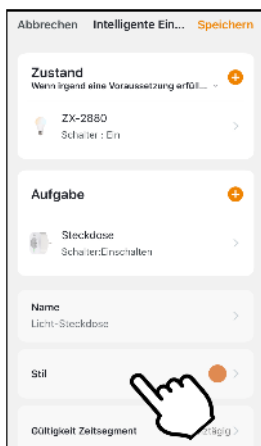 Abbrechen Intelligente Ein... Speichern
Zustand
Wenn irgend eine Voraussetzung erfüll...
ZX-2880
Schalter : Ein
Aufgabe
Steckdose
Schalter:Einschalten
Name
Licht-Steckdose
Stil
Gültigkeit Zeitsegment